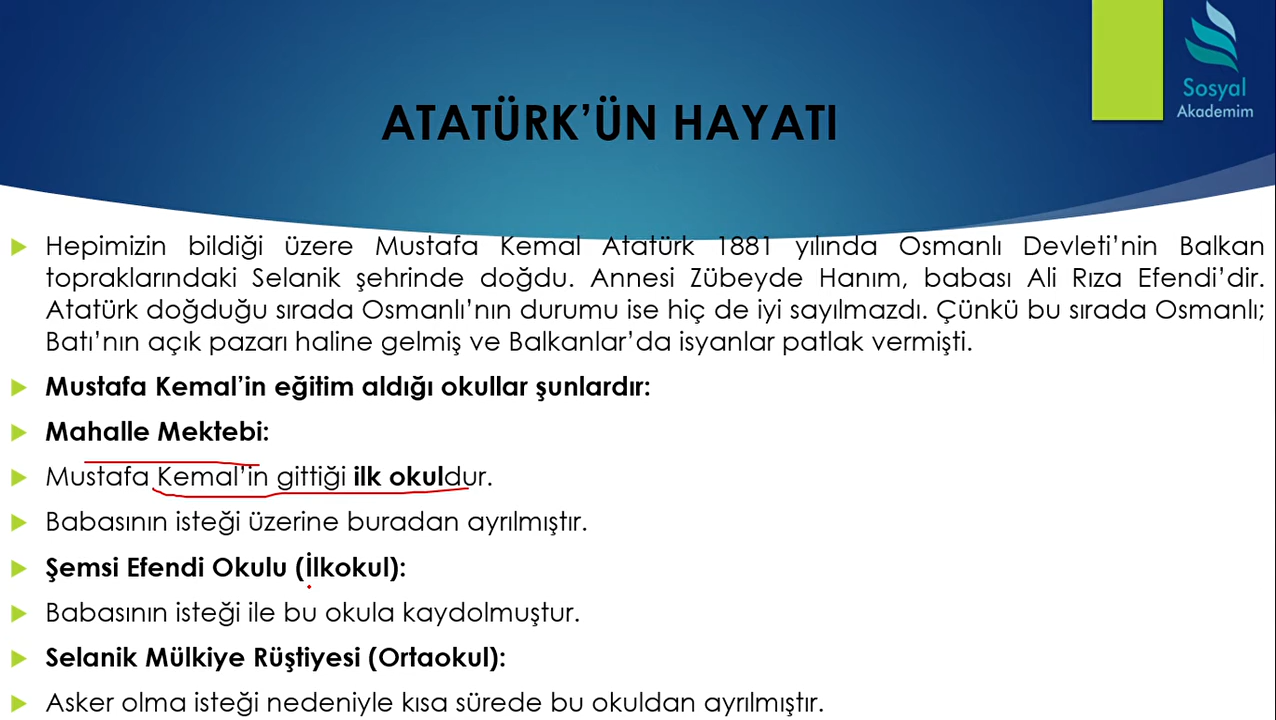 Sosyal
Akademim
ATATÜRK’ÜN HAYATI
Hepimizin bildiği üzere Mustafa Kemal Atatürk 1881 yılında Osmanlı Devleti’nin Balkan
topraklarındaki Selanik şehrinde doğdu. Annesi Zübeyde Hanım, babası Ali Rıza Efendi’dir.
Atatürk doğduğu sırada Osmanlı’nın durumu ise hiç de iyi sayılmazdı. Çünkü bu sırada Osmanlı;
Batı’nın açık pazarı haline gelmiş ve Balkanlar’da isyanlar patlak vermişti.
Mustafa Kemal’in eğitim aldığı okullar şunlardır:
Mahalle Mektebi:
Mustafa Kemal’in gittiği ilk okuldur.
Babasının isteği üzerine buradan ayrılmıştır.
Şemsi Efendi Okulu (İlkokul):
Babasının isteği ile bu okula kaydolmuştur.
Selanik Mülkiye Rüştiyesi (Ortaokul):
Asker olma isteği nedeniyle kısa sürede bu okuldan ayrılmıştır.